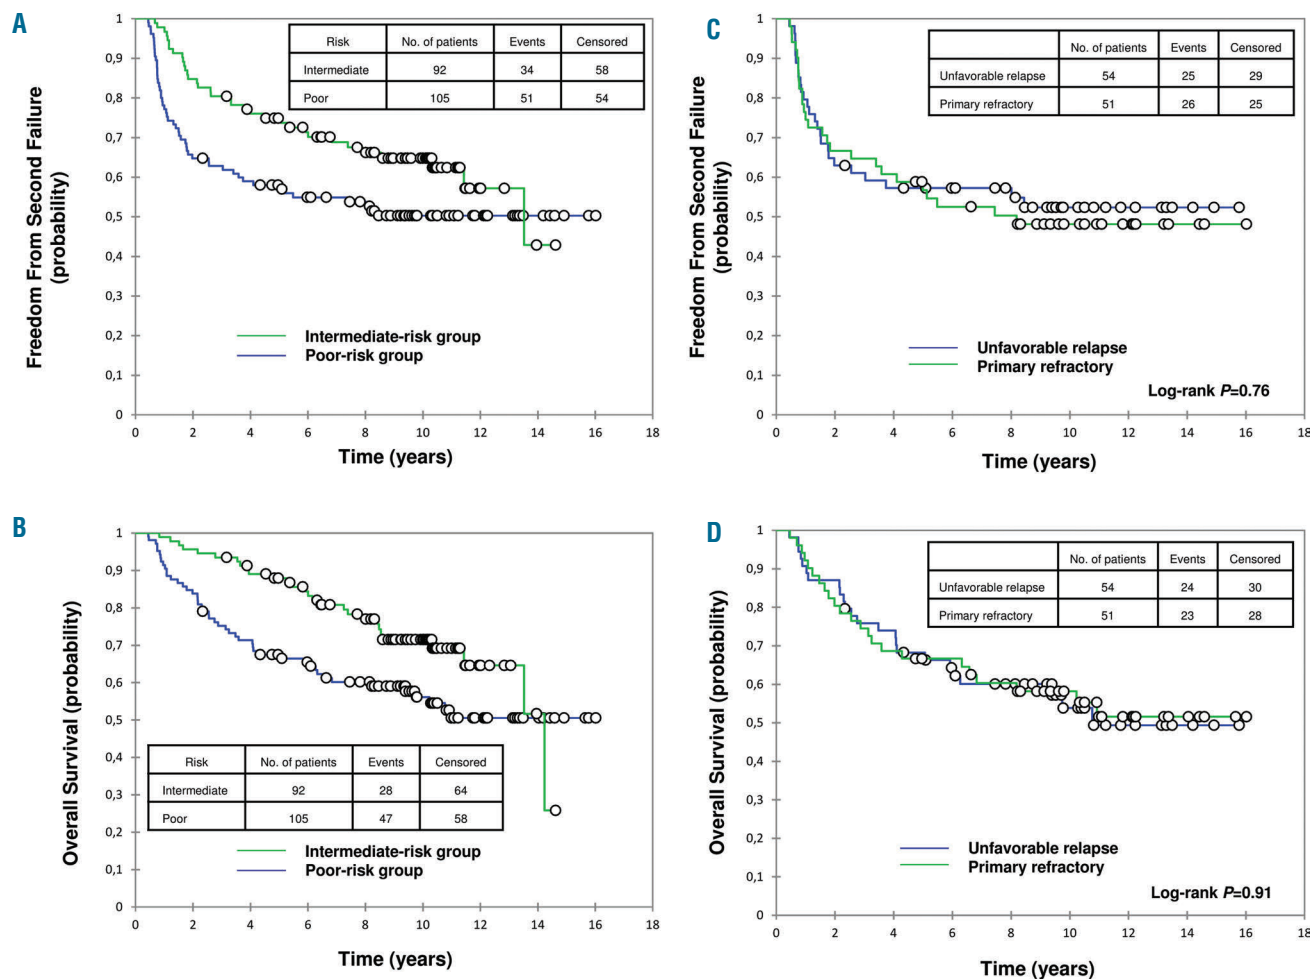 A
Freedom From Second Failure
(probability)
1
0,9
0,8
0,7
0,6
0,5
0,4
0,3
0,2
0,1
0
Risk No. of patients Events Censored
Intermediate 92 34 58
Poor 105 51 54
Intermediate-risk group
Poor-risk group
0 2 4 6 8 10 12 14 16 18
Time (years)
C
Freedom From Second Failure
(probability)
1
0,9
0,8
0,7
0,6
0,5
0,4
0,3
0,2
0,1
0
No. of patients Events Censored
Unfavorable relapse 54 25 29
Primary refractory 51 26 25
Unfavorable relapse
Primary refractory
Log-rank P=0.76
0 2 4 6 8 10 12 14 16 18
Time (years)
B
Overall Survival (probability)
1
0,9
0,8
0,7
0,6
0,5
0,4
0,3
0,2
0,1
0
Risk No. of patients Events Censored
Intermediate 92 28 64
Poor 105 47 58
Intermediate-risk group
Poor-risk group
0 2 4 6 8 10 12 14 16 18
Time (years)
D
Overall Survival (probability)
1
0,9
0,8
0,7
0,6
0,5
0,4
0,3
0,2
0,1
0
No. of patients Events Censored
Unfavorable relapse 54 24 30
Primary refractory 51 23 28
Unfavorable relapse
Primary refractory
Log-rank P=0.91
0 2 4 6 8 10 12 14 16 18
Time (years)